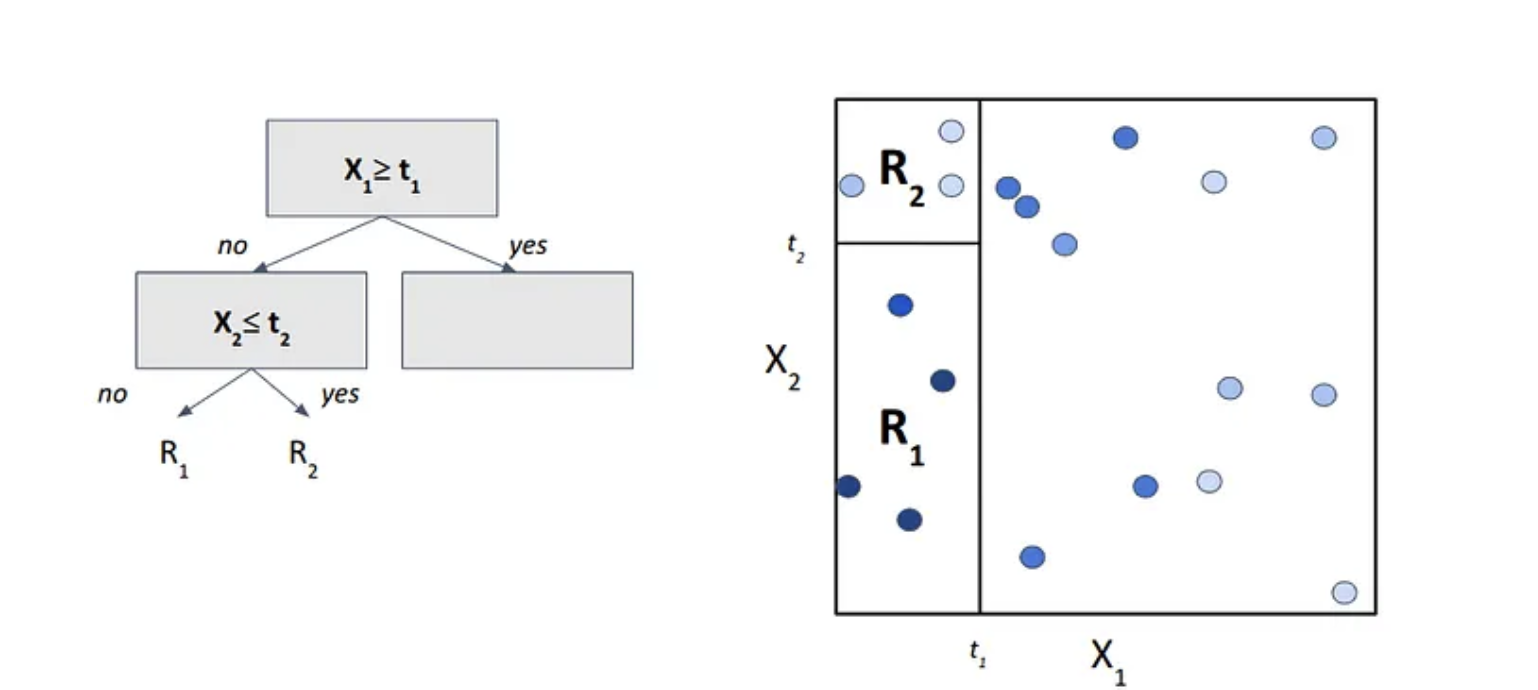 X₁≥ t₁
no
yes
X₂≤ t₂
no
yes
R₁
R₂
R₂
t₂
X₂
R₁
t₁
X₁